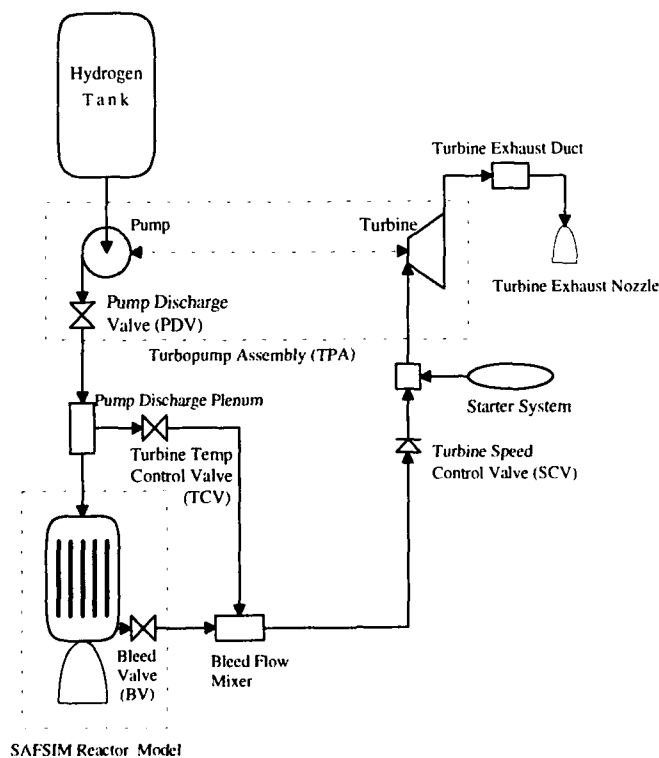 Hydrogen
Tank
Turbine Exhaust Duct
Pump
Turbine
Turbine Exhaust Nozzle
Pump Discharge
Valve (PDV)
Turbopump Assembly (TPA)
Pump Discharge Plenum
Starter System
Turbine Temp
Control Valve
(TCV)
Turbine Speed
Control Valve (SCV)
Bleed
Valve
(BV)
Bleed Flow
Mixer
SAFSIM Reactor Model